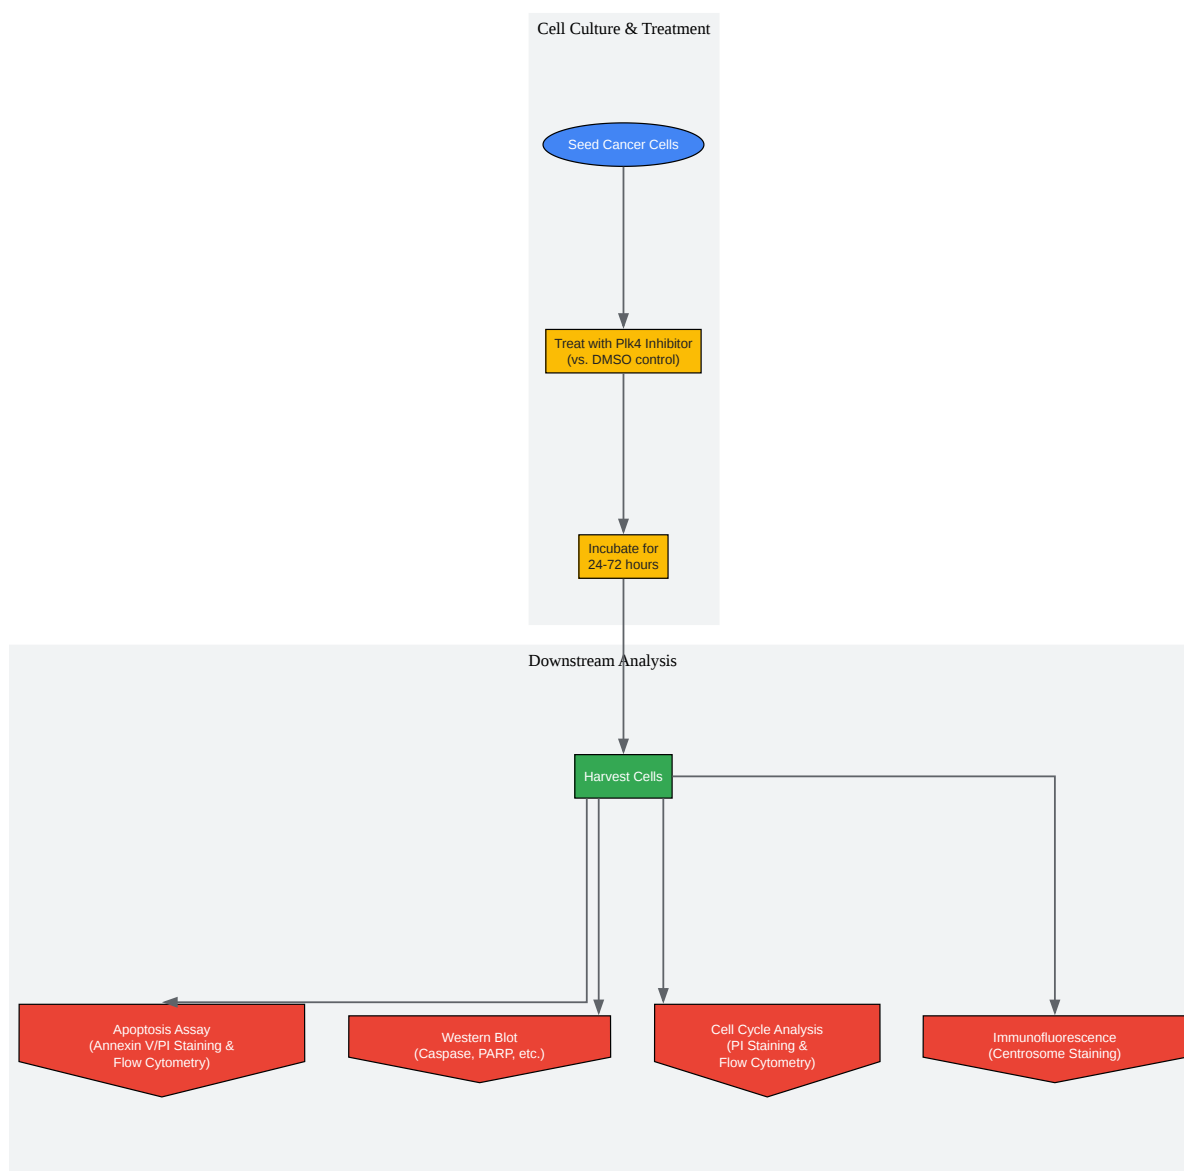 Cell Culture & Treatment
Seed Cancer Cells
Treat with Plk4 Inhibitor
(vs. DMSO control)
Incubate for
24-72 hours
Downstream Analysis
Harvest Cells
Apoptosis Assay
(Annexin V/PI Staining &
Flow Cytometry)
Western Blot
(Caspase, PARP, etc.)
Cell Cycle Analysis
(PI Staining &
Flow Cytometry)
Immunofluorescence
(Centrosome Staining)